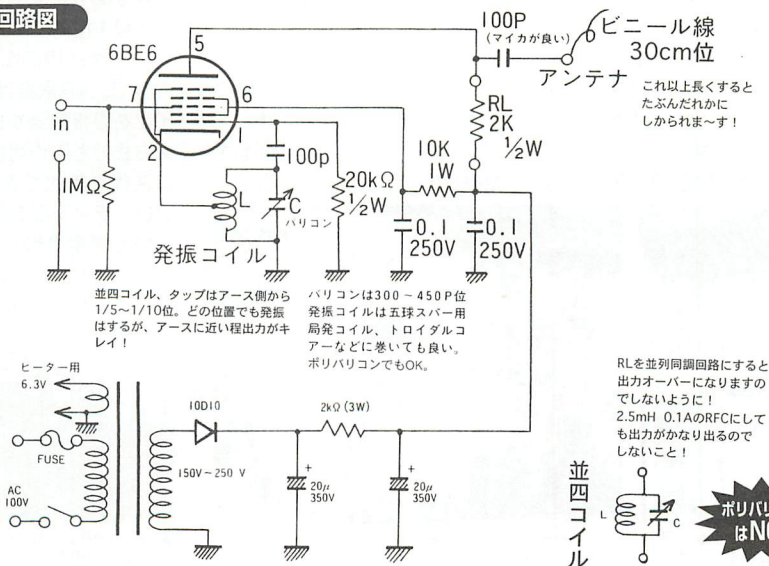 回路図
6BE6
5
7
6
2
1
in
1MΩ
L
100p
C
バリコン
発振コイル
20kΩ
1/2W
10K
1W
0.1
250V
0.1
250V
RL
2K
1/2W
100P
(マイカが良い)
アンテナ
ビニール線
30cm位
これ以上長くすると
たぶんだれかに
しかられま〜す!
並四コイル、タップはアース側から
1/5〜1/10位。どの位置でも発振
はするが、アースに近い程出力がキ
レイ!
バリコンは300〜450P位
発振コイルは五球スパー用
局発コイル、トロイダルコ
アーなどに巻いても良い。
ポリバリコンでもOK。
ヒーター用
6.3V
FUSE
AC
100V
10D10
150V〜250 V
2kΩ(3W)
+
20μ
350V
+
20μ
350V
RLを並列同調回路にすると
出力オーバーになりますの
でしないように!
2.5mH 0.1AのRFCにして
も出力がかなり出るので
しないこと!
並四コイル
L
C
ポリバリ
はNG